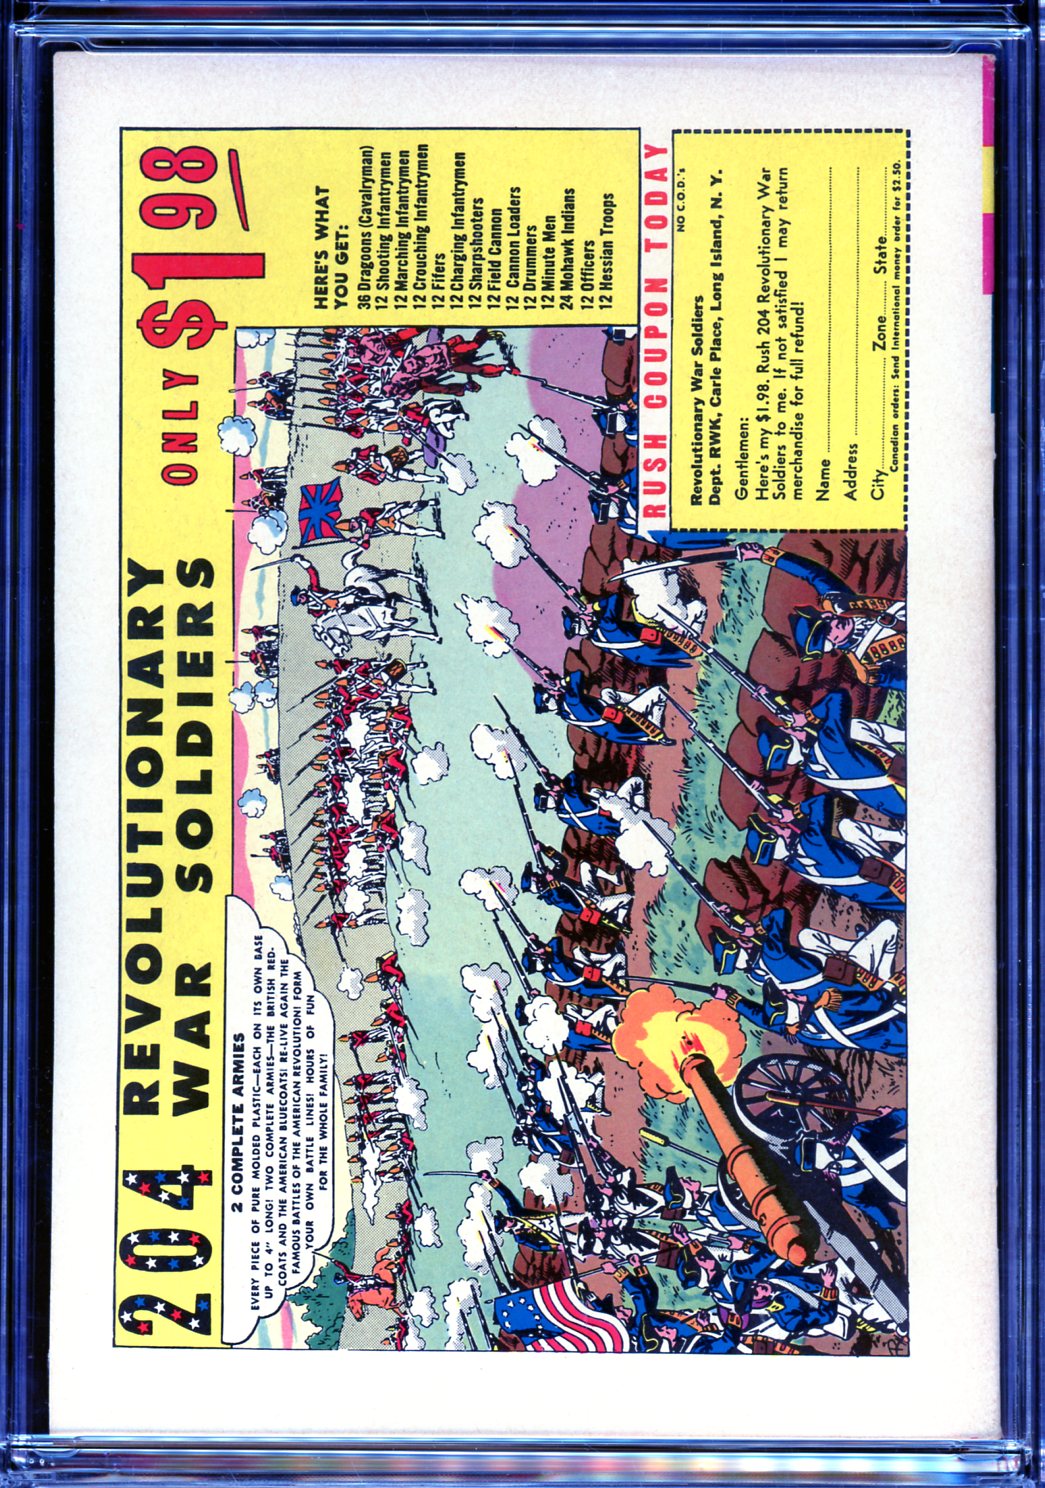 204 REVOLUTIONARY
WAR SOLDIERS ONLY $1 98
2 COMPLETE ARMIES
EVERY PIECE OF PURE MOLDED PLASTIC—EACH ON ITS OWN BASE
UP TO 4" LONG! TWO COMPLETE ARMIES—THE BRITISH RED-
COATS AND THE AMERICAN BLUECOATS! RE-LIVE AGAIN THE
FAMOUS BATTLES OF THE AMERICAN REVOLUTION! FORM
YOUR OWN BATTLE LINES! HOURS OF FUN
FOR THE WHOLE FAMILY!
HERE'S WHAT
YOU GET:
36 Dragoons (Cavalryman)
12 Shooting Infantrymen
12 Marching Infantrymen
12 Crouching Infantrymen
12 Fifers
12 Charging Infantrymen
12 Sharpshooters
12 Field Cannon
12 Cannon Loaders
12 Drummers
12 Minute Men
24 Mohawk Indians
12 Officers
12 Hessian Troops
RUSH COUPON TODAY
NO C.O.D.'s
Revolutionary War Soldiers
Dept. RWK, Carle Place, Long Island, N. Y.
Gentlemen:
Here's my $1.98. Rush 204 Revolutionary War
Soldiers to me. If not satisfied I may return
merchandise for full refund!
Name
Address
City Zone State
Canadian orders: Send International money order for $2.50.